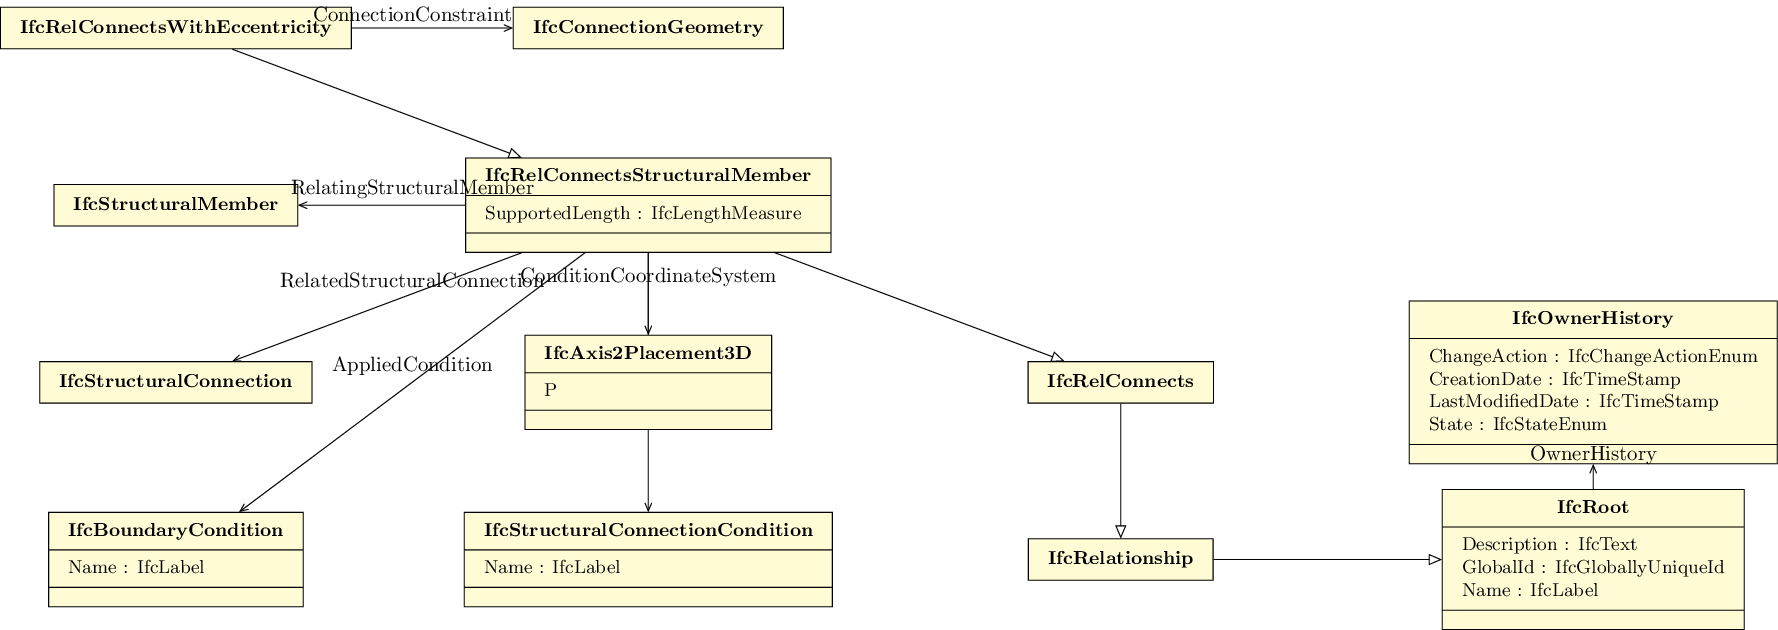 ConnectionConstraint
IfcRelConnectsWithEccentricity
IfcConnectionGeometry
IfcRelConnectsStructuralMember
SupportedLength : IfcLengthMeasure
RelatingStructuralMember
IfcStructuralMember
RelatedStructuralConnection
ConditionCoordinateSystem
AppliedCondition
IfcStructuralConnection
IfcAxis2Placement3D
P
IfcRelConnects
IfcOwnerHistory
ChangeAction : IfcChangeActionEnum
CreationDate : IfcTimeStamp
LastModifiedDate : IfcTimeStamp
State : IfcStateEnum
OwnerHistory
IfcBoundaryCondition
Name : IfcLabel
IfcStructuralConnectionCondition
Name : IfcLabel
IfcRelationship
IfcRoot
Description : IfcText
GlobalId : IfcGloballyUniqueId
Name : IfcLabel